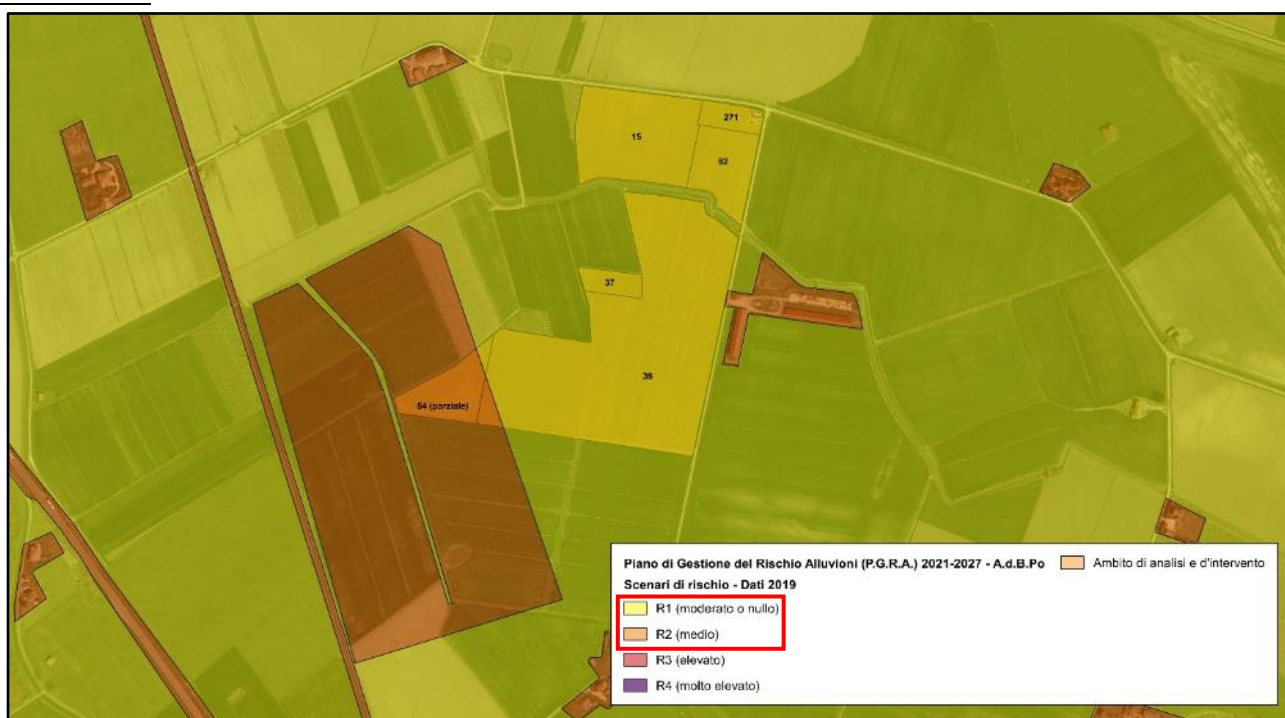 271
15
82
37
38
54 (parziale)
Piano di Gestione del Rischio Alluvioni (P.G.R.A.) 2021-2027 - A.d.B.Po
Ambito di analisi e d'intervento
Scenari di rischio - Dati 2019
R1 (moderato o nullo)
R2 (medio)
R3 (elevato)
R4 (molto elevato)